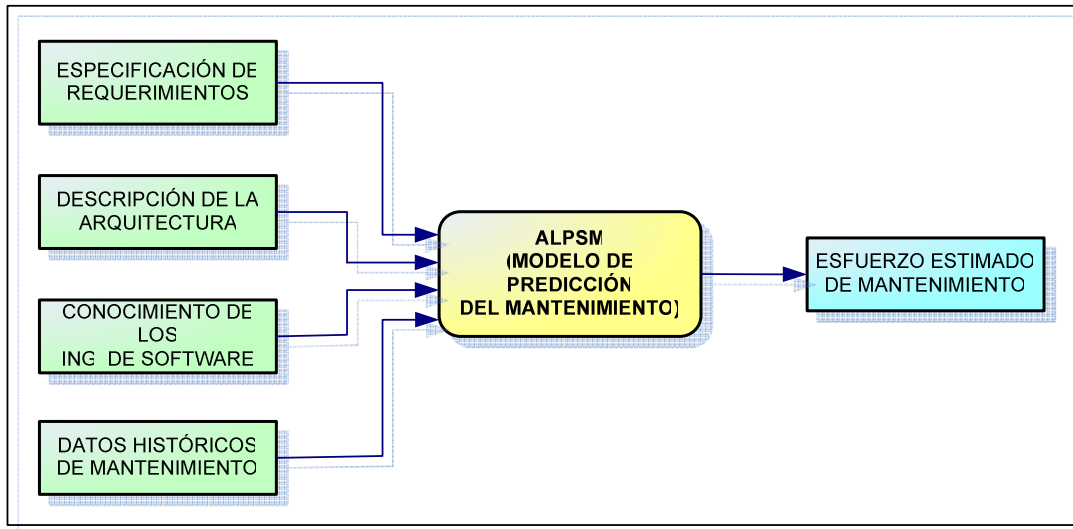 ESPECIFICACIÓN DE
REQUERIMIENTOS
DESCRIPCIÓN DE LA
ARQUITECTURA
CONOCIMIENTO DE
LOS
ING DE SOFTWARE
DATOS HISTÓRICOS
DE MANTENIMIENTO
ALPSM
(MODELO DE
PREDICCIÓN
DEL MANTENIMIENTO)
ESFUERZO ESTIMADO
DE MANTENIMIENTO